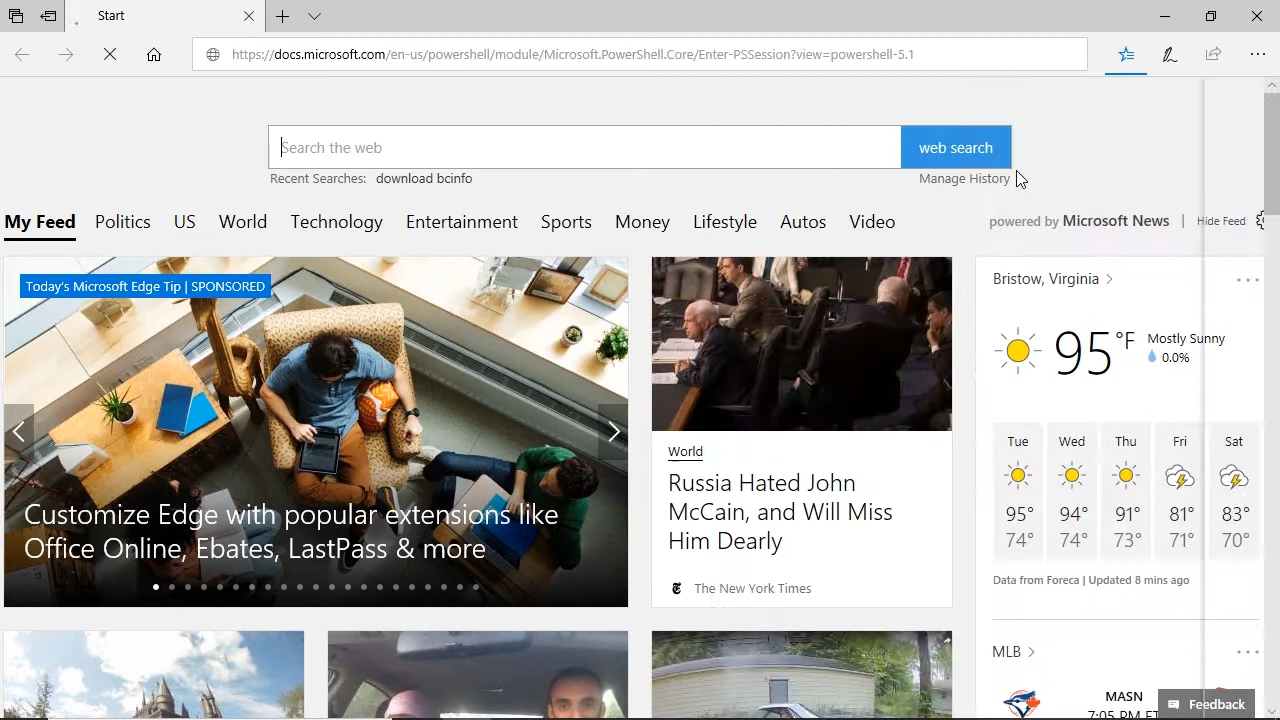 Start
https://docs.microsoft.com/en-us/powershell/module/Microsoft.PowerShell.Core/Enter-PSSession?view=powershell-5.1
Search the web
web search
Recent Searches: download bcinfo
Manage History
My Feed Politics US World Technology Entertainment Sports Money Lifestyle Autos Video
powered by Microsoft News | Hide Feed
Today's Microsoft Edge Tip | SPONSORED
Customize Edge with popular extensions like
Office Online, Ebates, LastPass & more
World
Russia Hated John
McCain, and Will Miss
Him Dearly
The New York Times
Bristow, Virginia
95 °F
Mostly Sunny
0.0%
Tue Wed Thu Fri Sat
95° 94° 91° 81° 83°
74° 74° 73° 71° 70°
Data from Foreca | Updated 8 mins ago
MLB
MASN
7:05 PM ET
Feedback